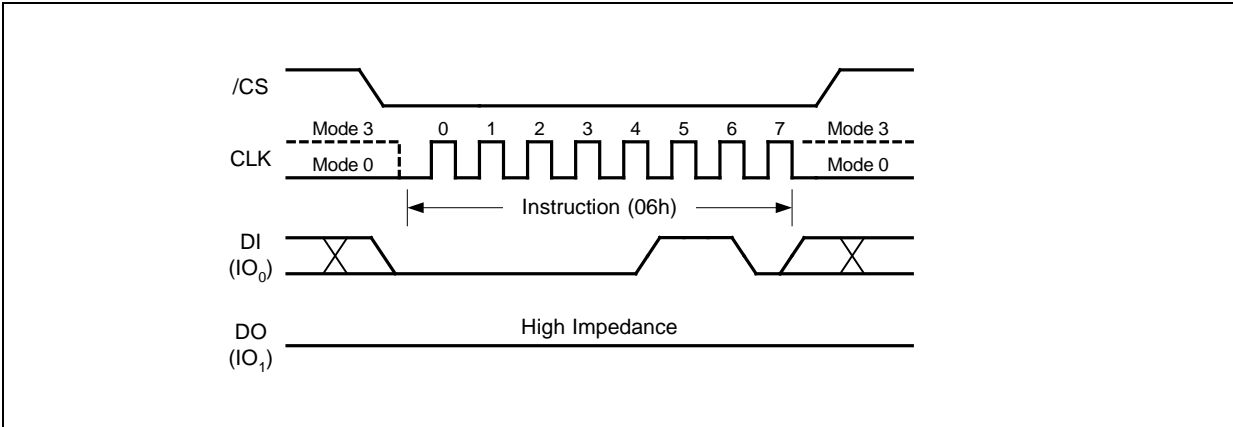 /CS
Mode 3 0 1 2 3 4 5 6 7 Mode 3
CLK
Mode 0 Mode 0
Instruction (06h)
DI
(IO0)
High Impedance
DO
(IO1)